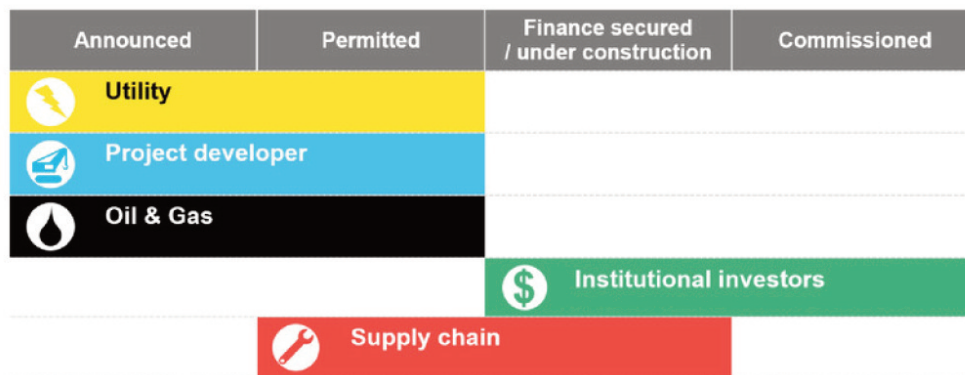 Announced
Permitted
Finance secured
/ under construction
Commissioned
Utility
Project developer
Oil & Gas
$
Institutional investors
Supply chain